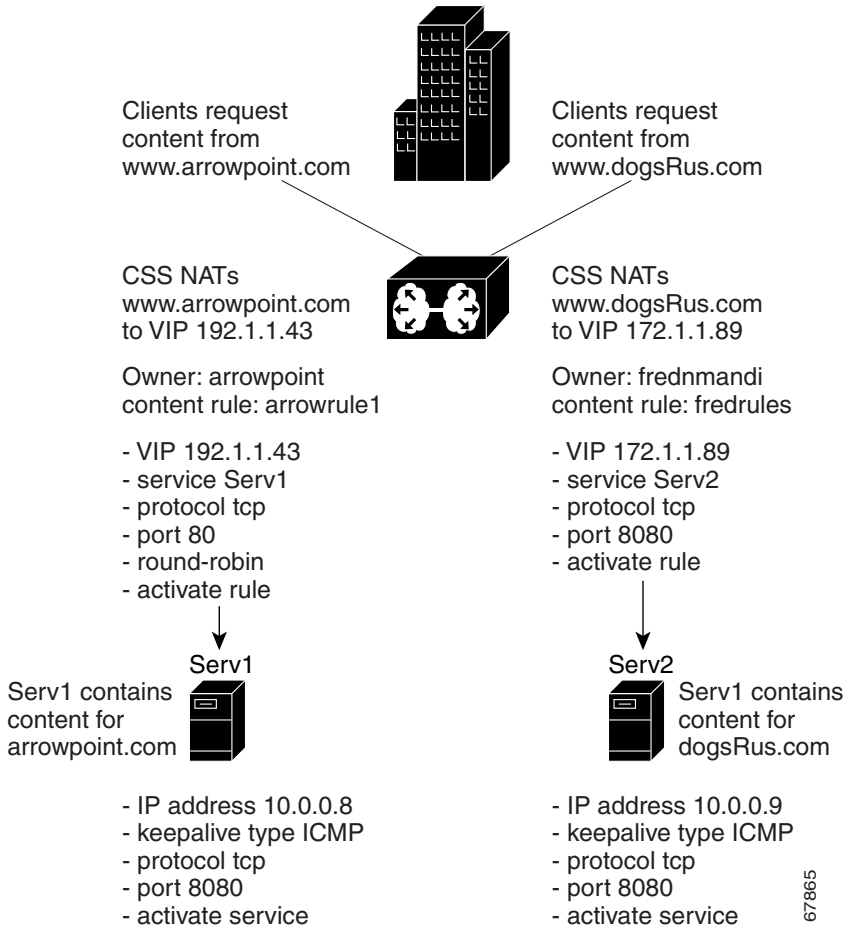 Clients request
content from
www.arrowpoint.com
Clients request
content from
www.dogsRus.com
CSS NATs
www.arrowpoint.com
to VIP 192.1.1.43
CSS NATs
www.dogsRus.com
to VIP 172.1.1.89
Owner: arrowpoint
content rule: arrowrule1
Owner: frednmandi
content rule: fredrules
- VIP 192.1.1.43
- service Serv1
- protocol tcp
- port 80
- round-robin
- activate rule
- VIP 172.1.1.89
- service Serv2
- protocol tcp
- port 8080
- activate rule
Serv1
Serv1 contains
content for
arrowpoint.com
Serv2
Serv1 contains
content for
dogsRus.com
- IP address 10.0.0.8
- keepalive type ICMP
- protocol tcp
- port 8080
- activate service
- IP address 10.0.0.9
- keepalive type ICMP
- protocol tcp
- port 8080
- activate service
67865